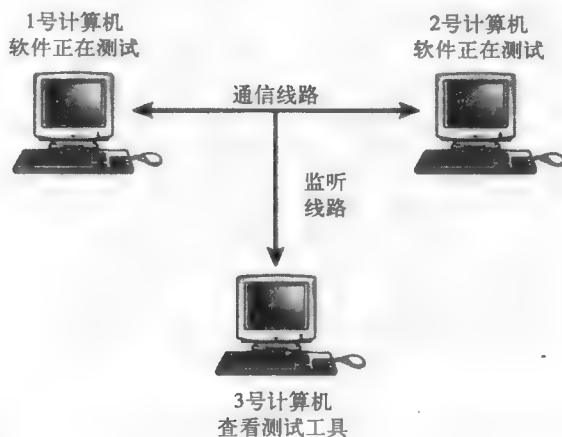 1号计算机
软件正在测试
2号计算机
软件正在测试
通信线路
监听
线路
3号计算机
查看测试工具